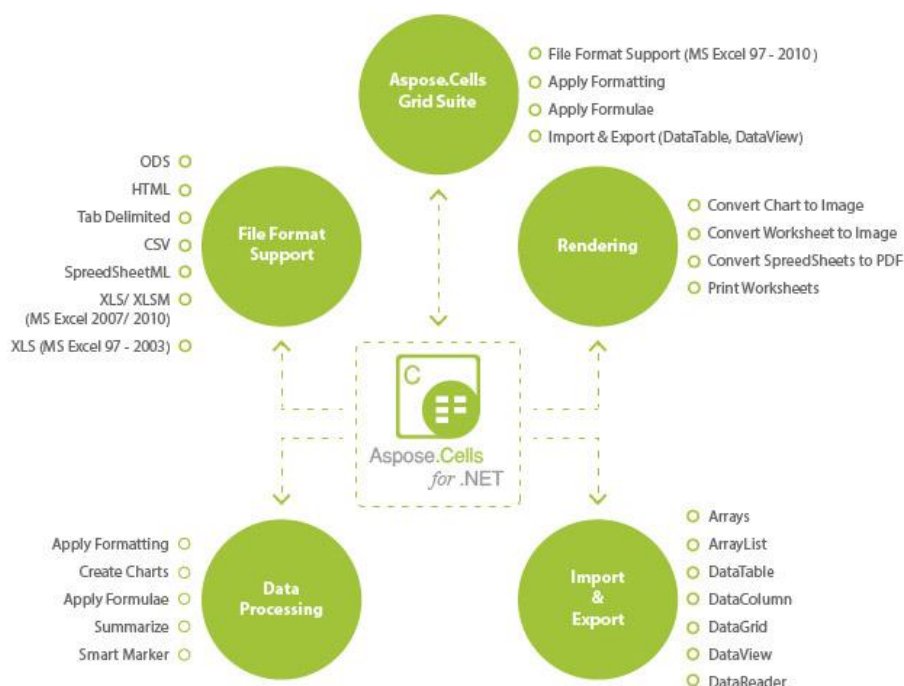 Aspose.Cells
Grid Suite
File Format Support (MS Excel 97 - 2010 )
Apply Formatting
Apply Formulae
Import & Export (DataTable, DataView)
File Format
Support
ODS
HTML
Tab Delimited
CSV
SpreedSheetML
XLS/ XLSM
(MS Excel 2007/ 2010)
XLS (MS Excel 97 - 2003)
Rendering
Convert Chart to Image
Convert Worksheet to Image
Convert SpreedSheets to PDF
Print Worksheets
C
Aspose.Cells
for .NET
Data
Processing
Apply Formatting
Create Charts
Apply Formulae
Summarize
Smart Marker
Import
&
Export
Arrays
ArrayList
DataTable
DataColumn
DataGrid
DataView
DataReader